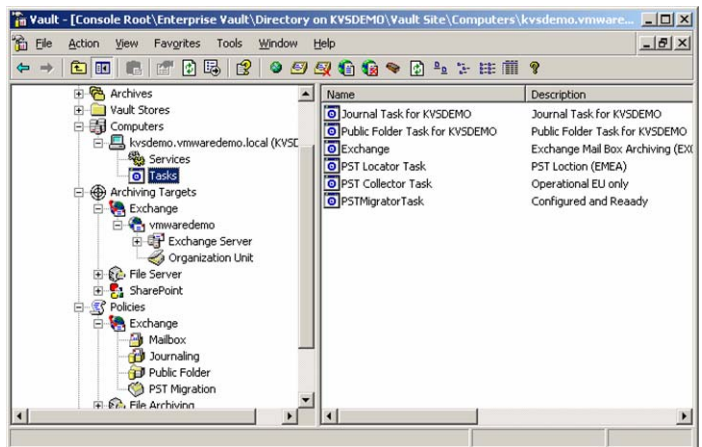 Vault - [Console Root\Enterprise Vault\Directory on KVSDEMO\Vault Site\Computers\kvsdemo.vmware...
File Action View Favorites Tools Window Help
Archives
Vault Stores
Computers
kvsdemo.vmwaredemo.local (KVSD
Services
Tasks
Archiving Targets
Exchange
vmwaredemo
Exchange Server
Organization Unit
File Server
SharePoint
Policies
Exchange
Mailbox
Journaling
Public Folder
PST Migration
File Archiving
Name Description
Journal Task for KVSDEMO Journal Task for KVSDEMO
Public Folder Task for KVSDEMO Public Folder Task for KVSDEMO
Exchange Exchange Mail Box Archiving (EXC
PST Locator Task PST Loction (EMEA)
PST Collector Task Operational EU only
PSTMigratorTask Configured and Reaady